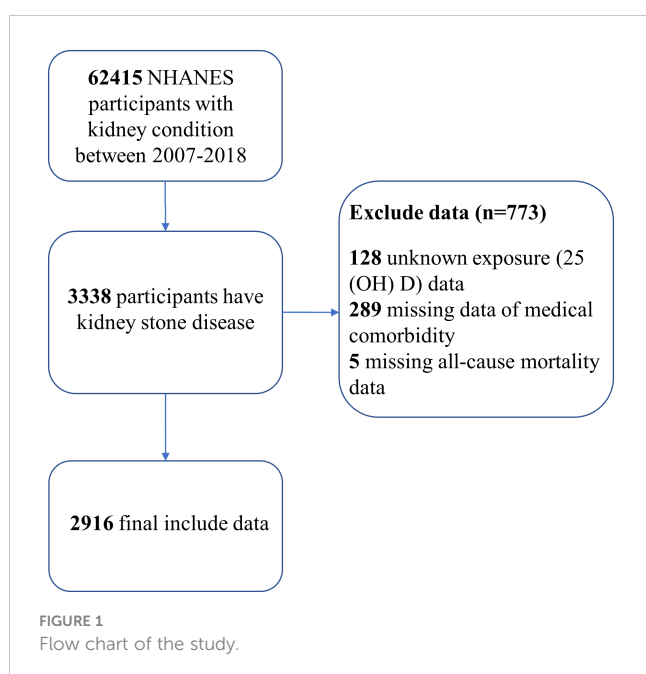 62415 NHANES
participants with
kidney condition
between 2007-2018
Exclude data (n=773)
128 unknown exposure (25
(OH) D) data
289 missing data of medical
comorbidity
5 missing all-cause mortality
data
3338 participants have
kidney stone disease
2916 final include data
FIGURE 1
Flow chart of the study.